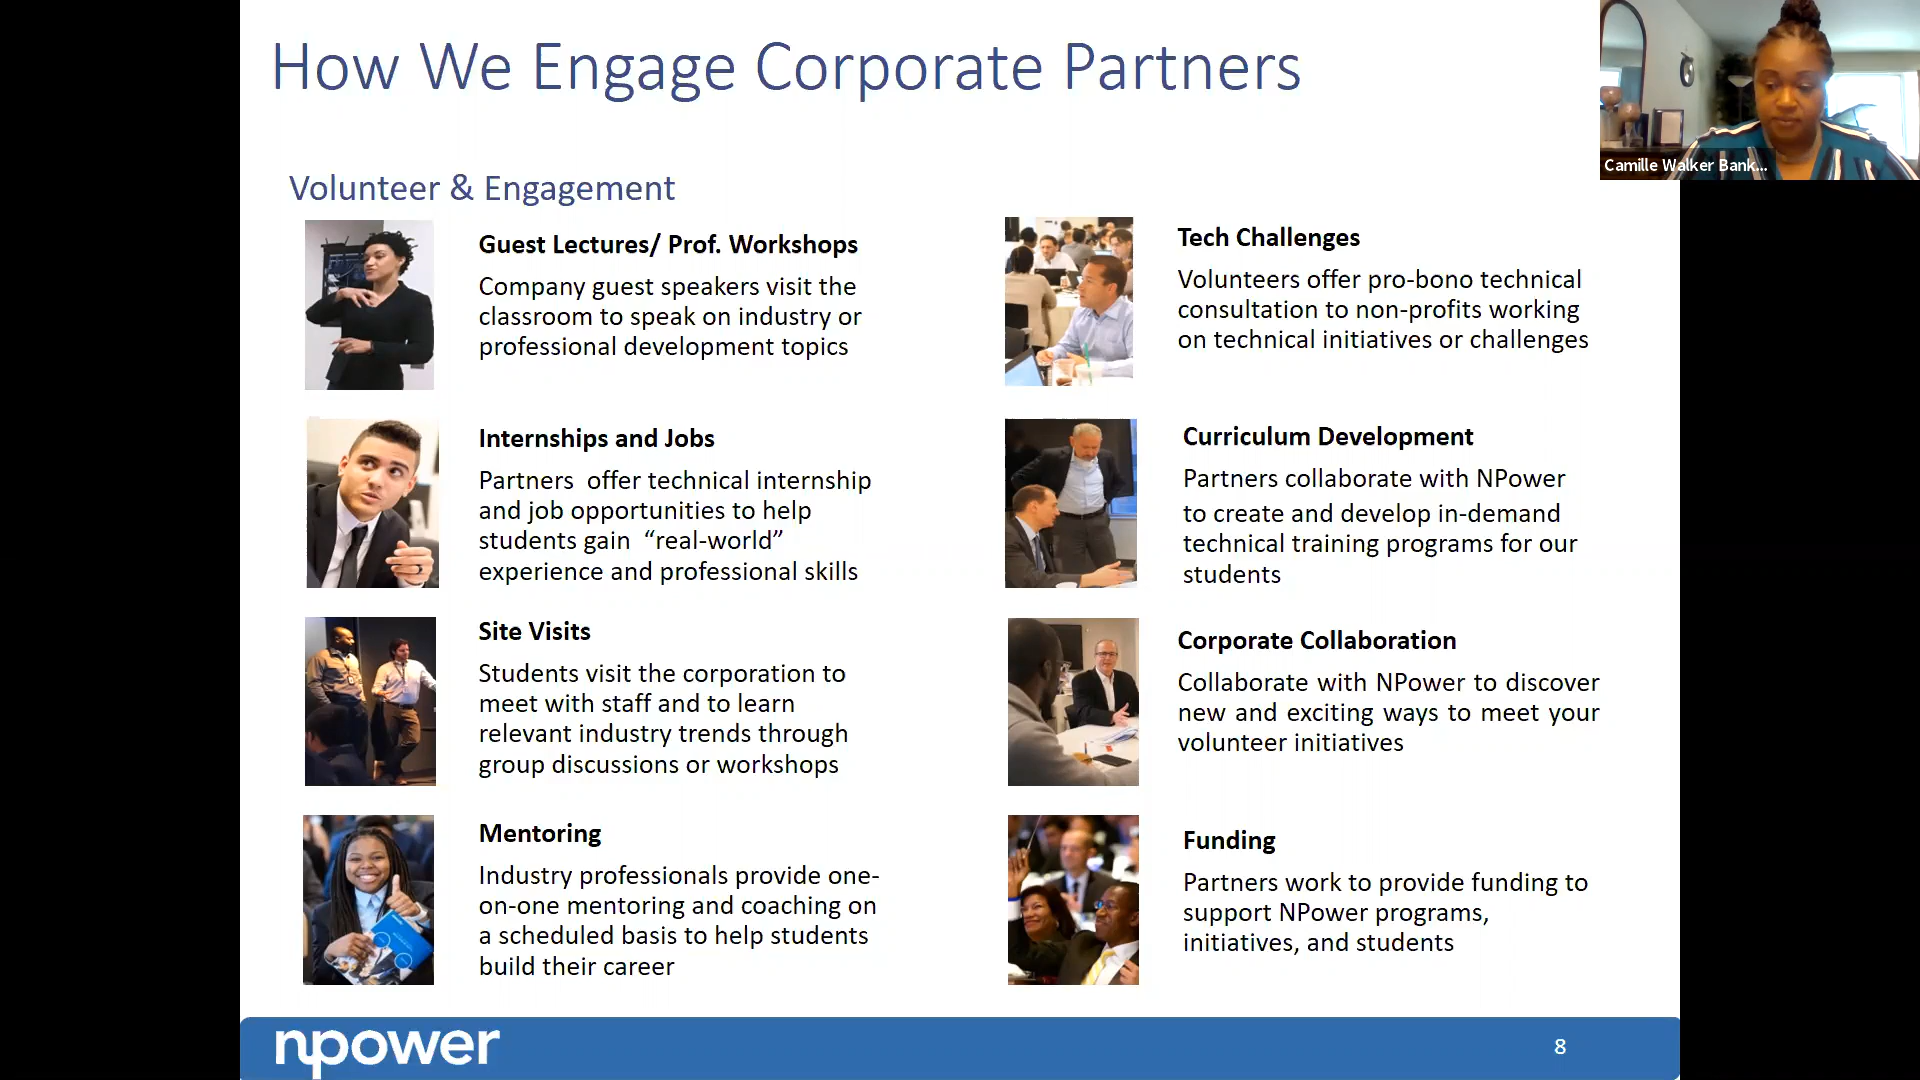 How We Engage Corporate Partners
Camille Walker Bank...
Volunteer & Engagement
Guest Lectures/ Prof. Workshops
Company guest speakers visit the
classroom to speak on industry or
professional development topics
Internships and Jobs
Partners  offer technical internship
and job opportunities to help
students gain  “real-world”
experience and professional skills
Site Visits
Students visit the corporation to
meet with staff and to learn
relevant industry trends through
group discussions or workshops
Mentoring
Industry professionals provide one-
on-one mentoring and coaching on
a scheduled basis to help students
build their career
Tech Challenges
Volunteers offer pro-bono technical
consultation to non-profits working
on technical initiatives or challenges
Curriculum Development
Partners collaborate with NPower
to create and develop in-demand
technical training programs for our
students
Corporate Collaboration
Collaborate with NPower to discover
new and exciting ways to meet your
volunteer initiatives
Funding
Partners work to provide funding to
support NPower programs,
initiatives, and students
npower
8